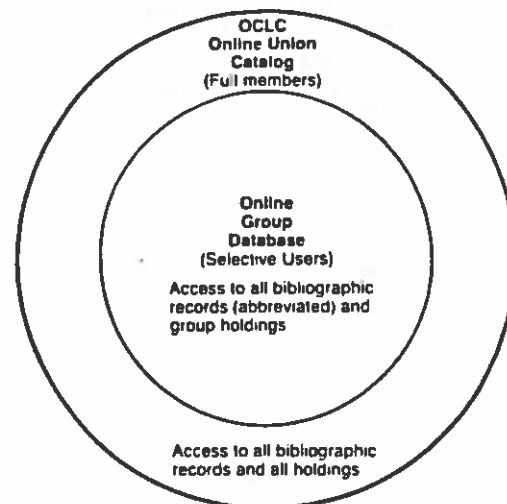 OCLC
Online Union
Catalog
(Full members)
Online
Group
Database
(Selective Users)
Access to all bibliographic
records (abbreviated) and
group holdings
Access to all bibliographic
records and all holdings